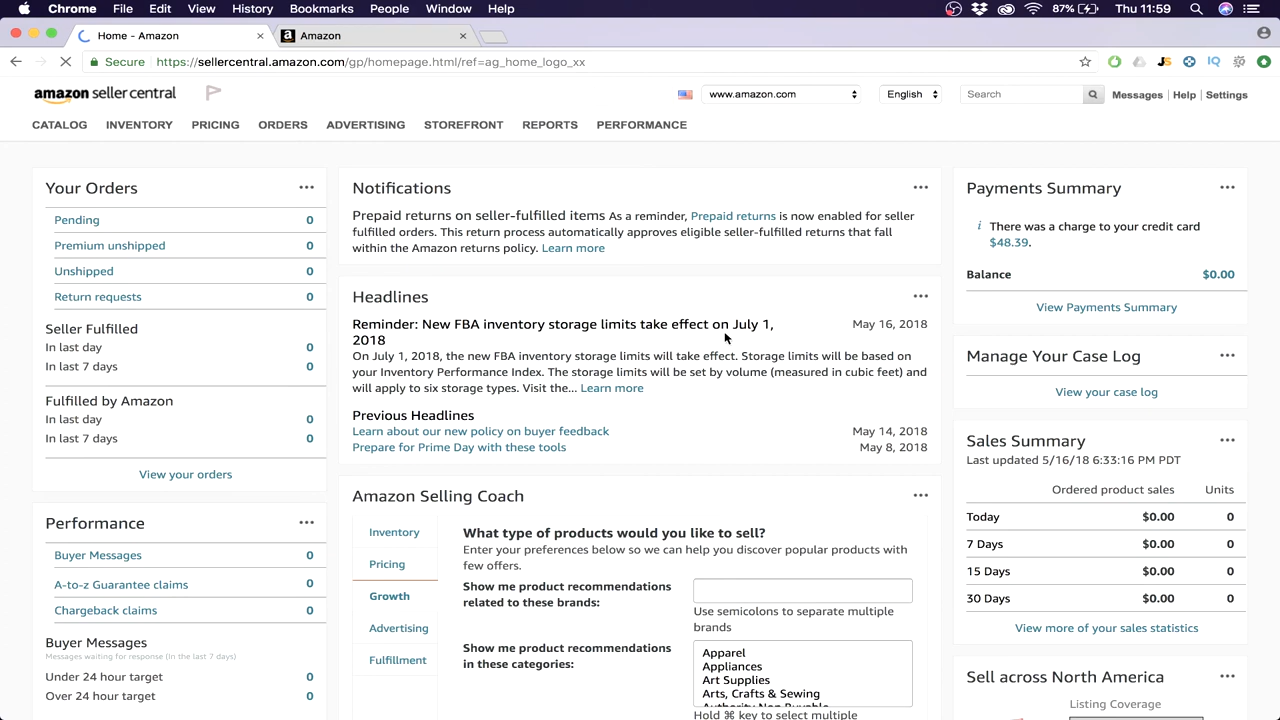 Chrome File Edit View History Bookmarks People Window Help 87% Thu 11:59
Home - Amazon × Amazon ×
Secure https://sellercentral.amazon.com/gp/homepage.html/ref=ag_home_logo_xx
amazon seller central www.amazon.com English Search Messages | Help | Settings
CATALOG INVENTORY PRICING ORDERS ADVERTISING STOREFRONT REPORTS PERFORMANCE
Your Orders
Pending 0
Premium unshipped 0
Unshipped 0
Return requests 0
Seller Fulfilled
In last day 0
In last 7 days 0
Fulfilled by Amazon
In last day 0
In last 7 days 0
View your orders
Performance
Buyer Messages 0
A-to-z Guarantee claims 0
Chargeback claims 0
Buyer Messages
Messages waiting for response (In the last 7 days)
Under 24 hour target 0
Over 24 hour target 0
Notifications
Prepaid returns on seller-fulfilled items As a reminder, Prepaid returns is now enabled for seller
fulfilled orders. This return process automatically approves eligible seller-fulfilled returns that fall
within the Amazon returns policy. Learn more
Headlines
Reminder: New FBA inventory storage limits take effect on July 1, May 16, 2018
2018
On July 1, 2018, the new FBA inventory storage limits will take effect. Storage limits will be based on
your Inventory Performance Index. The storage limits will be set by volume (measured in cubic feet) and
will apply to six storage types. Visit the... Learn more
Previous Headlines
Learn about our new policy on buyer feedback May 14, 2018
Prepare for Prime Day with these tools May 8, 2018
Amazon Selling Coach
Inventory
Pricing
Growth
Advertising
Fulfillment
What type of products would you like to sell?
Enter your preferences below so we can help you discover popular products with
few offers.
Show me product recommendations
related to these brands:
Use semicolons to separate multiple
brands
Show me product recommendations
in these categories:
Apparel
Appliances
Art Supplies
Arts, Crafts & Sewing
Hold ⌘ key to select multiple
Payments Summary
i There was a charge to your credit card
$48.39.
Balance $0.00
View Payments Summary
Manage Your Case Log
View your case log
Sales Summary
Last updated 5/16/18 6:33:16 PM PDT
Ordered product sales Units
Today $0.00 0
7 Days $0.00 0
15 Days $0.00 0
30 Days $0.00 0
View more of your sales statistics
Sell across North America
Listing Coverage